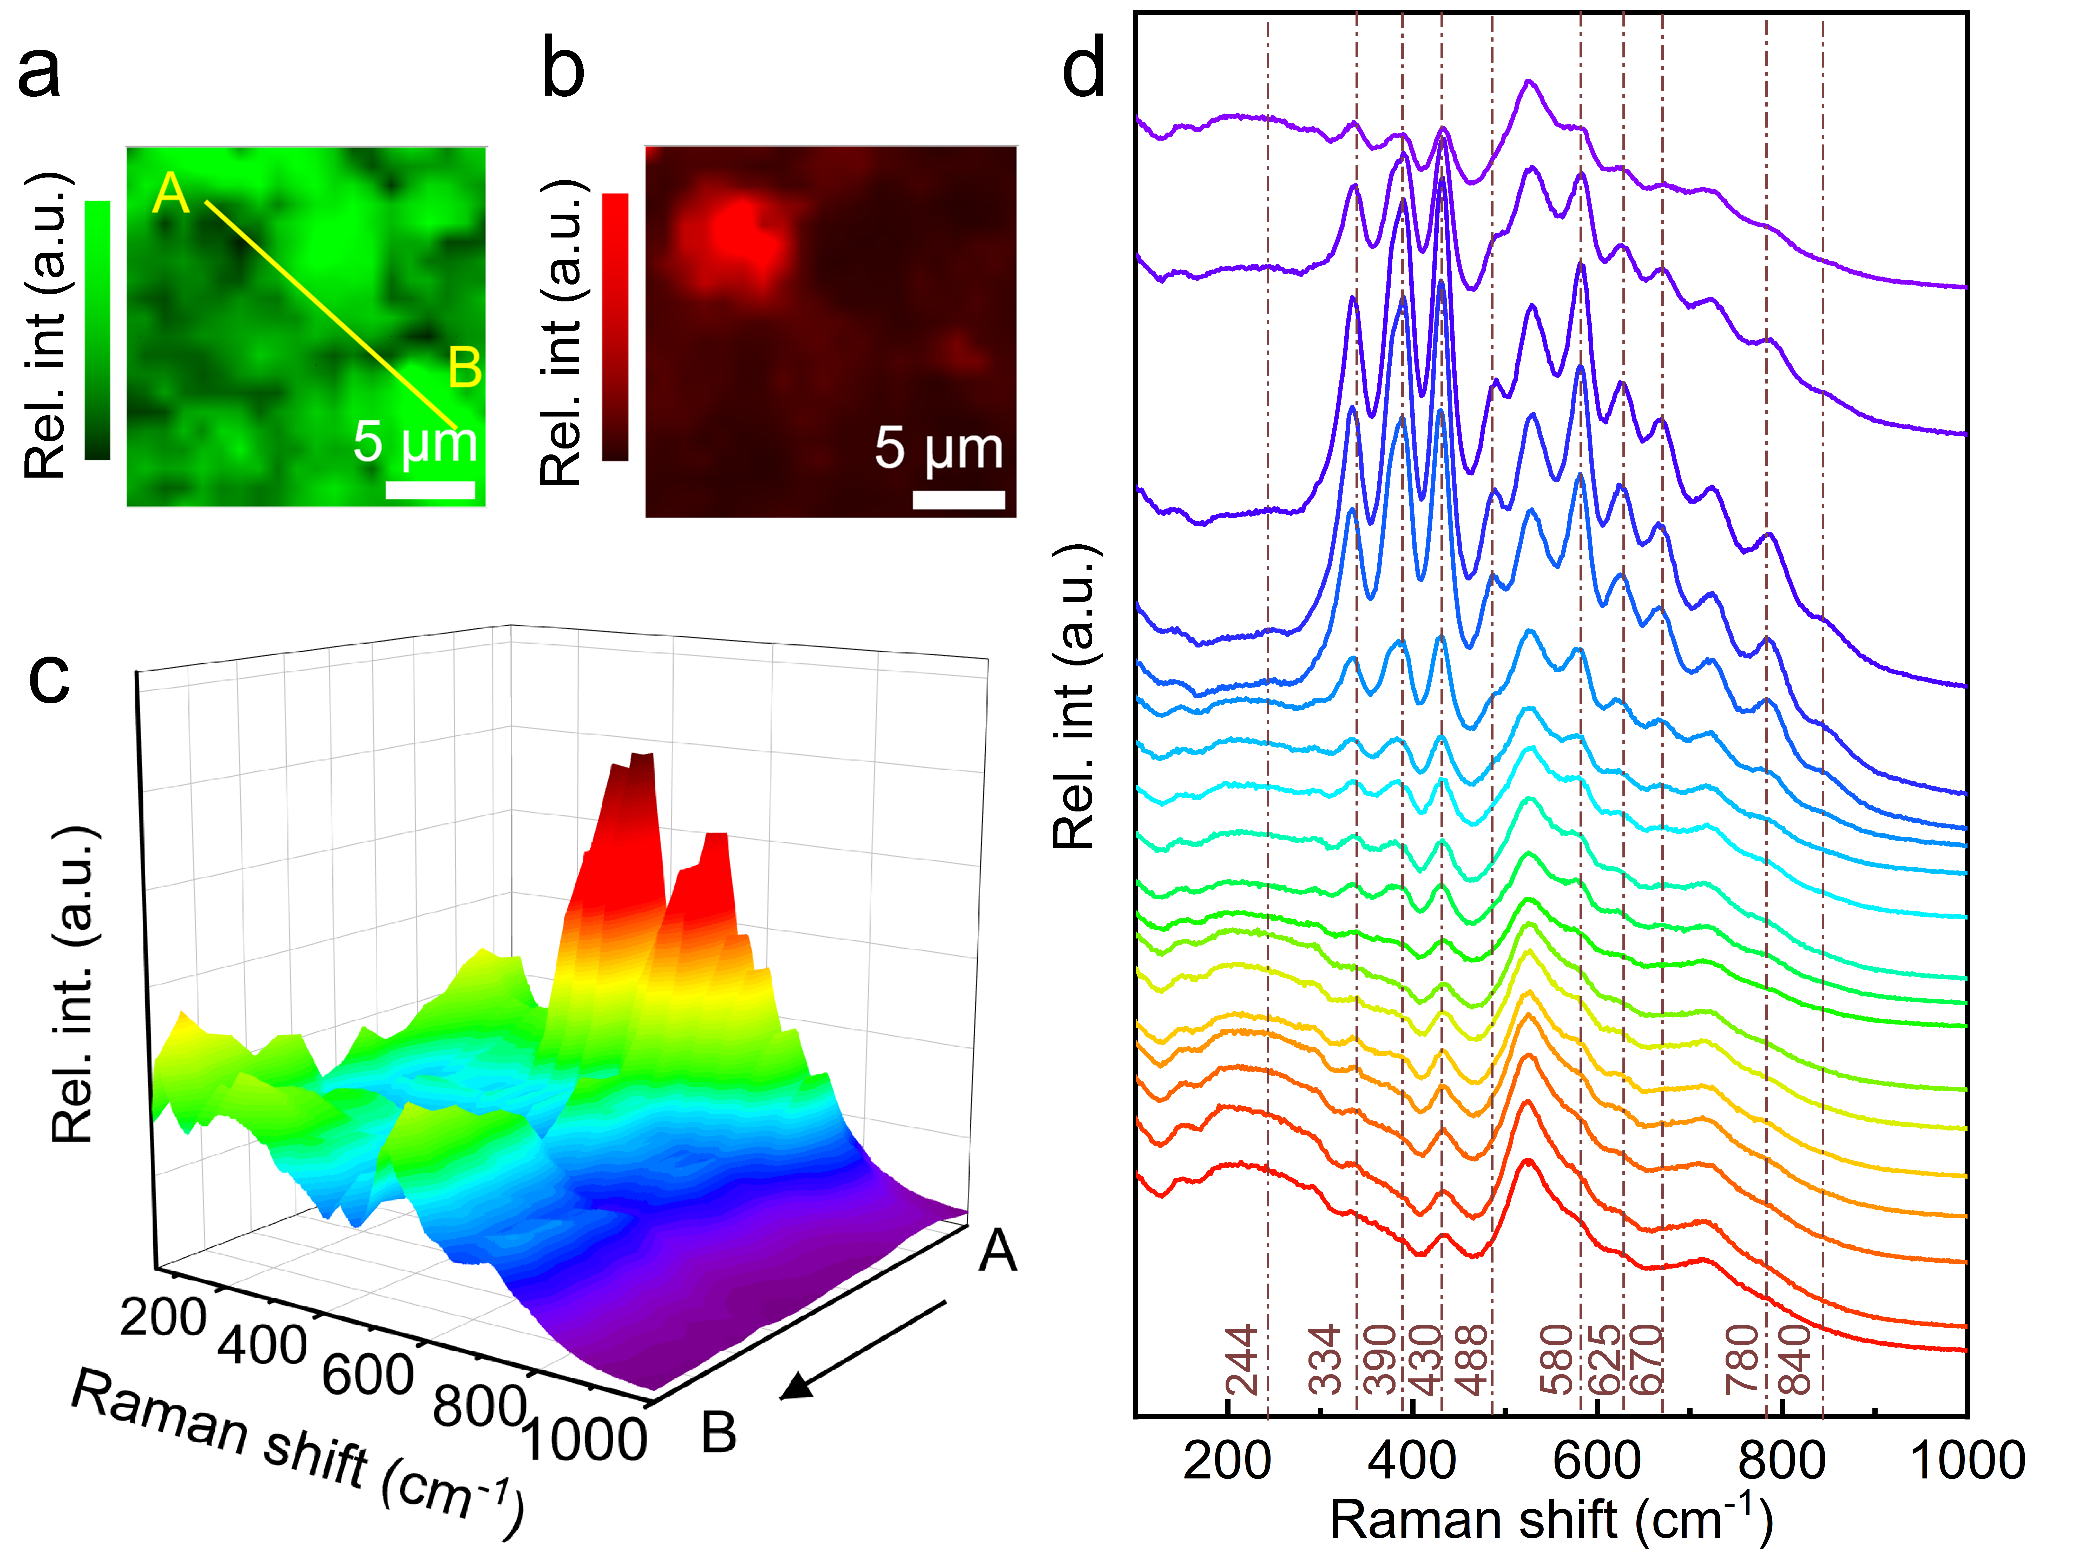 a
Rel. int (a.u.)
A
B
5 μm
b
Rel. int (a.u.)
5 μm
c
Rel. int. (a.u.)
200
400
600
800
1000
Raman shift (cm⁻¹)
A
B
d
Rel. int (a.u.)
244
334
390
430
488
580
625
670
780
840
200 400 600 800 1000
Raman shift (cm⁻¹)